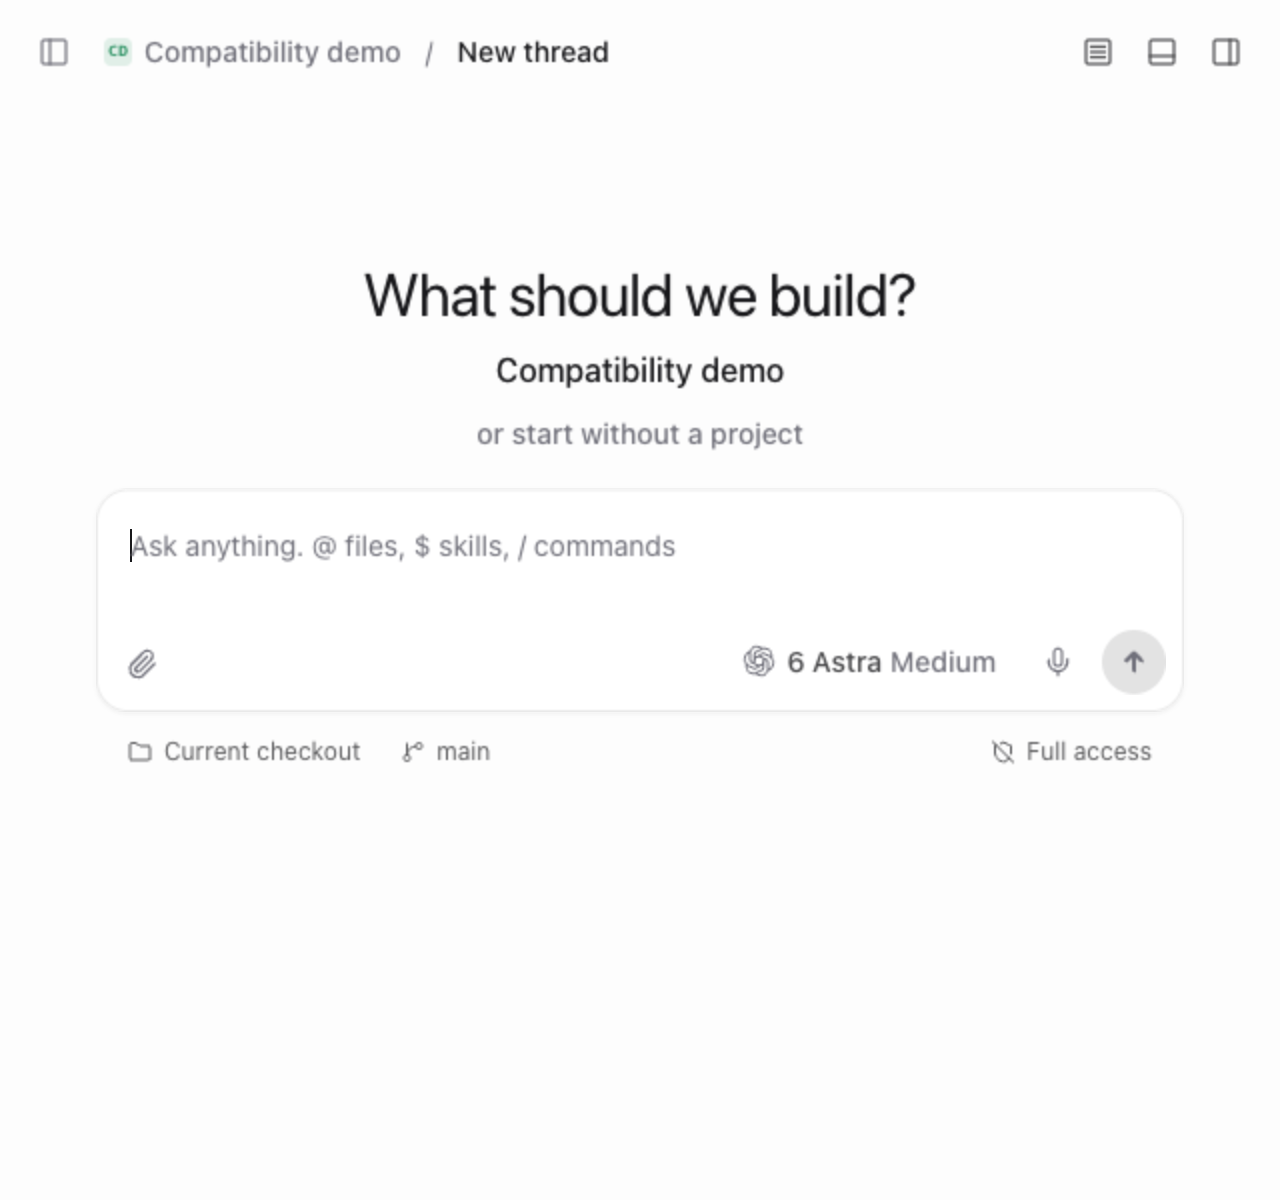 CD Compatibility demo / New thread
What should we build?
Compatibility demo
or start without a project
Ask anything. @ files, $ skills, / commands
6 Astra Medium
Current checkout main Full access